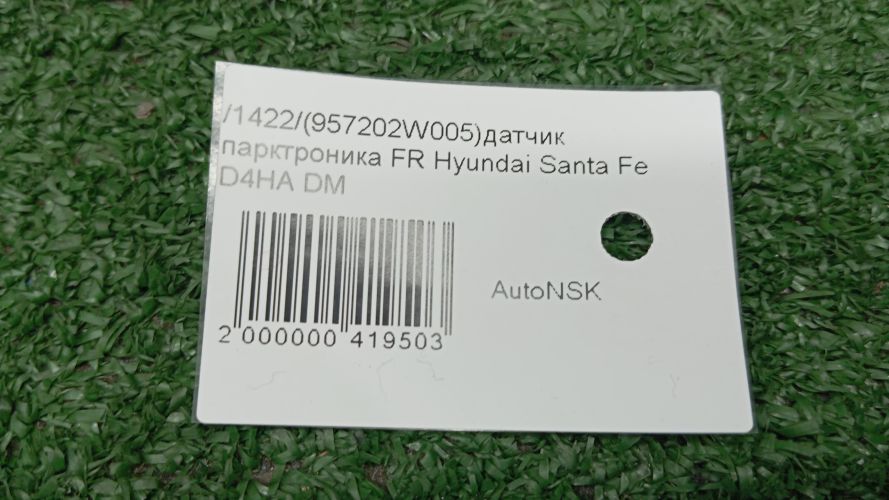 /1422/(957202W005)датчик
парктроника FR Hyundai Santa Fe
D4HA DM
AutoNSK
2 000000 419503